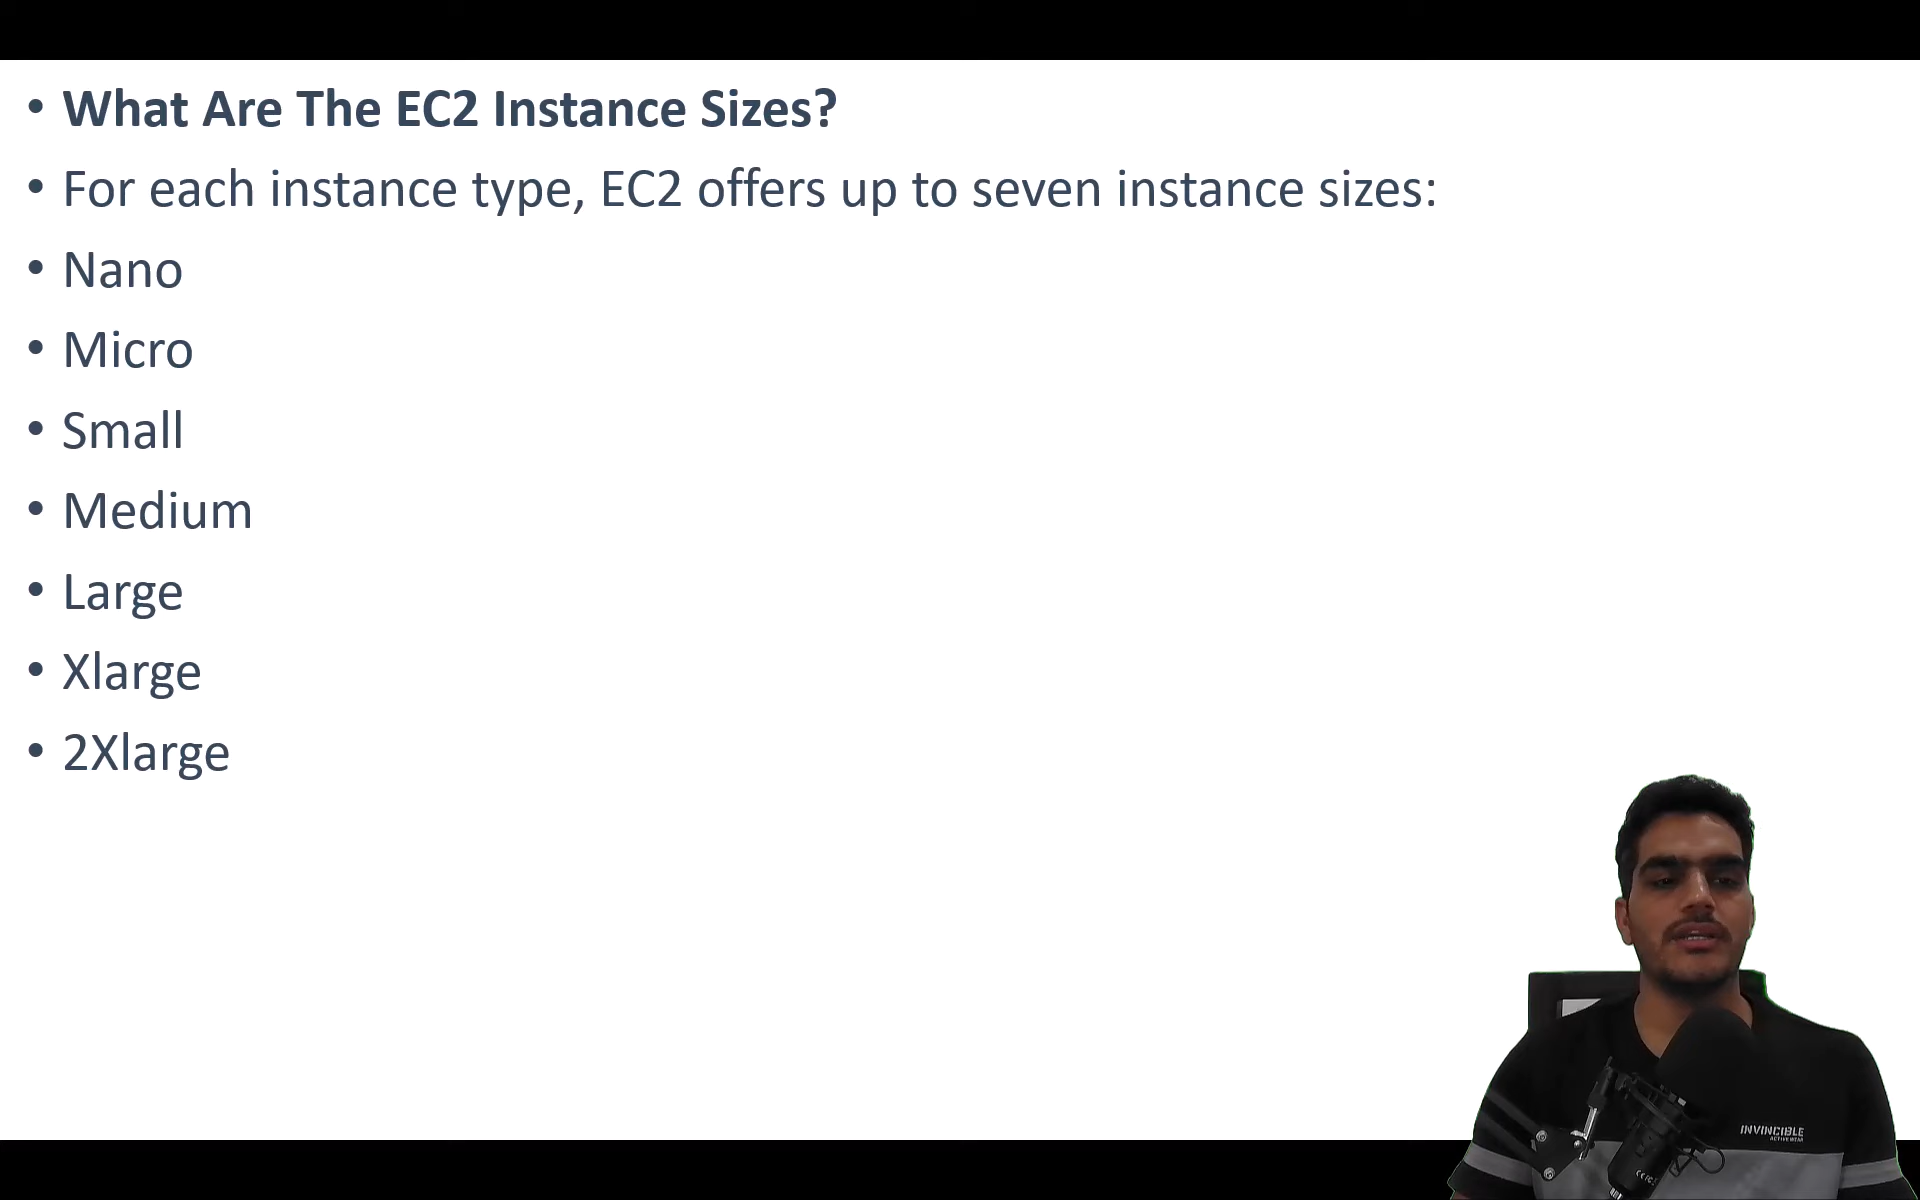 • What Are The EC2 Instance Sizes?
• For each instance type, EC2 offers up to seven instance sizes:
• Nano
• Micro
• Small
• Medium
• Large
• Xlarge
• 2Xlarge
INVINCIBLE
ACTIVEWEAR